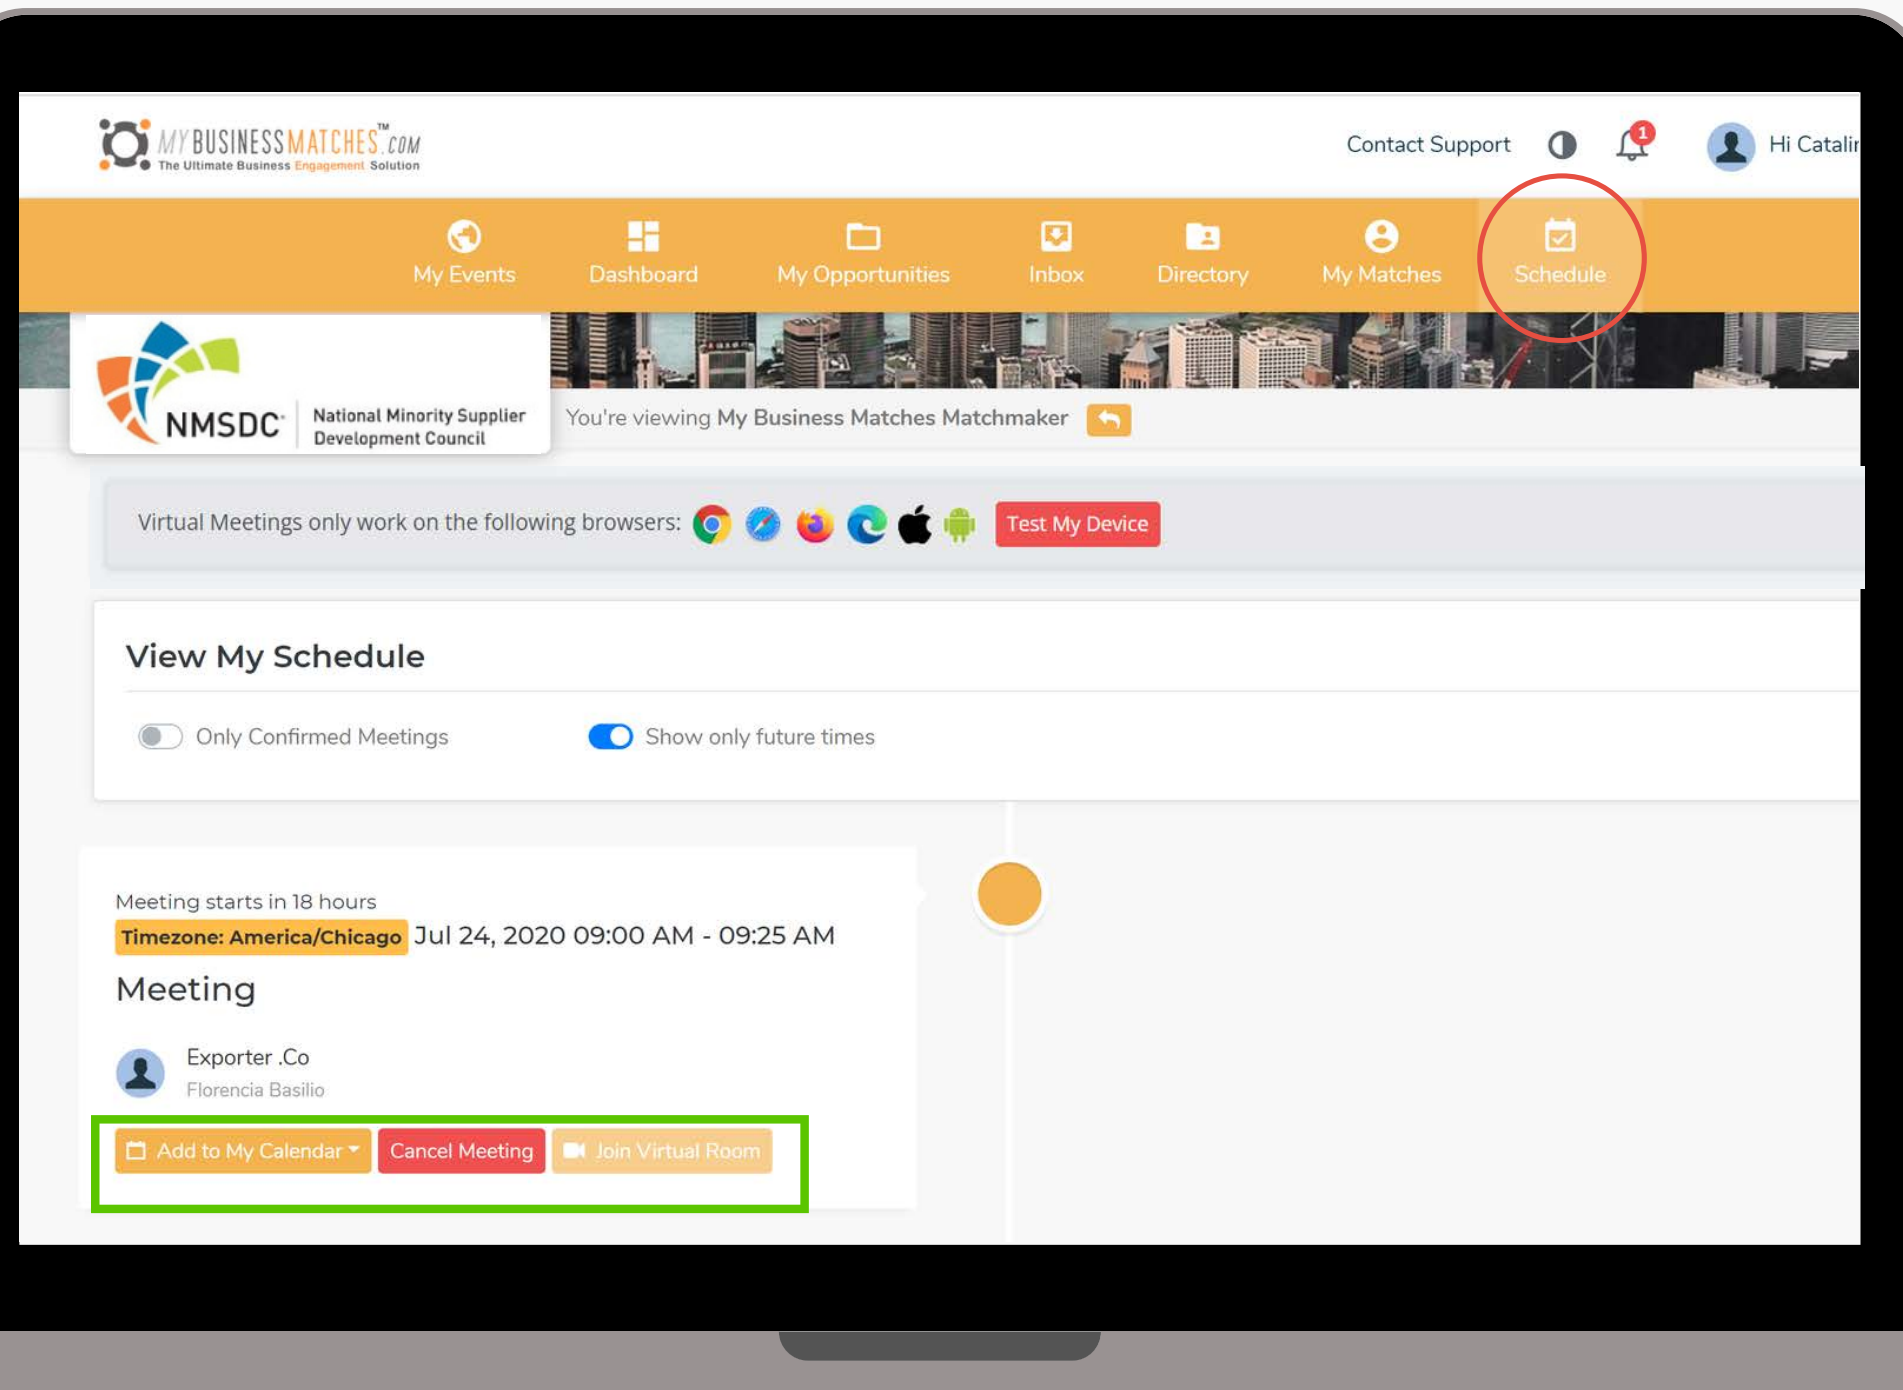 MYBUSINESSMATCHES™.COM
The Ultimate Business Engagement Solution
Contact Support
1
Hi Catalin
My Events
Dashboard
My Opportunities
Inbox
Directory
My Matches
Schedule
NMSDC
National Minority Supplier
Development Council
You're viewing My Business Matches Matchmaker
Virtual Meetings only work on the following browsers:
Test My Device
View My Schedule
Only Confirmed Meetings
Show only future times
Meeting starts in 18 hours
Timezone: America/Chicago Jul 24, 2020 09:00 AM - 09:25 AM
Meeting
Exporter .Co
Florencia Basilio
Add to My Calendar
Cancel Meeting
Join Virtual Room